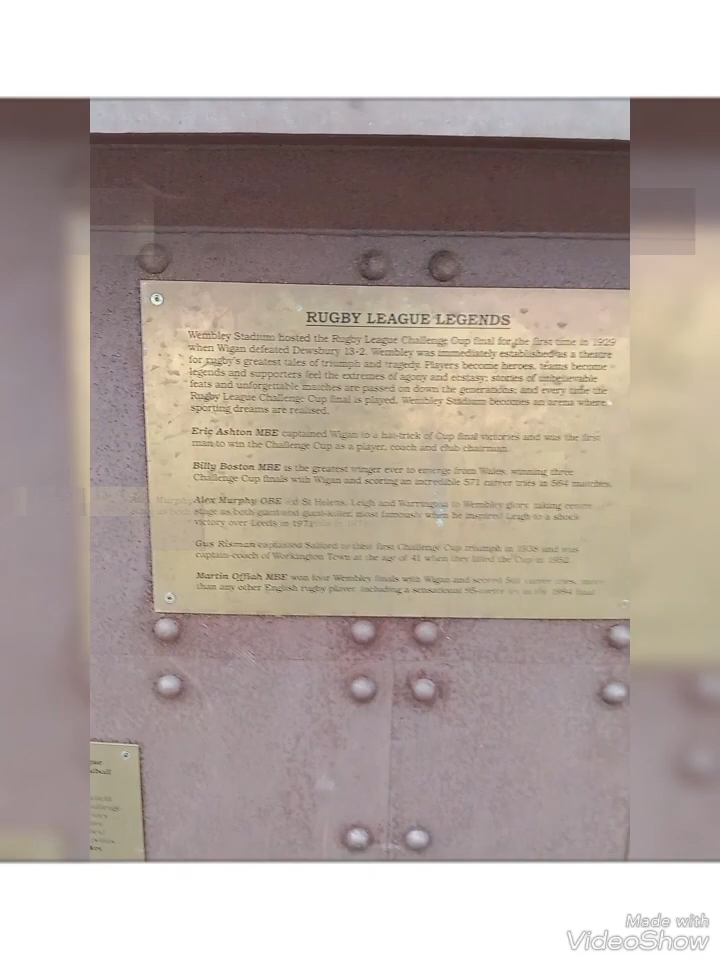 RUGBY LEAGUE LEGENDS
Wembley Stadium hosted the Rugby League Challenge Cup final for the first time in 1929
when Wigan defeated Dewsbury 13-2. Wembley was immediately established as a theatre
for rugby's greatest tales of triumph and tragedy. Players become heroes, teams become
legends and supporters feel the extremes of agony and ecstasy; stories of unbelievable
feats and unforgettable matches are passed on down the generations; and every time the
Rugby League Challenge Cup final is played, Wembley Stadium becomes an arena where
sporting dreams are realised.
Eric Ashton MBE captained Wigan to a hat-trick of Cup final victories and was the first
man to win the Challenge Cup as a player, coach and club chairman.
Billy Boston MBE is the greatest winger ever to emerge from Wales, winning three
Challenge Cup finals with Wigan and scoring an incredible 571 career tries in 564 matches.
Alex Murphy OBE led St Helens, Leigh and Warrington to Wembley glory, taking centre
stage as both giant and giant-killer, most famously when he inspired Leigh to a shock
victory over Leeds in 1971
Gus Risman captained Salford to their first Challenge Cup triumph in 1938 and was
captain-coach of Workington Town at the age of 41 when they lifted the Cup in 1952.
Martin Offiah MBE won four Wembley finals with Wigan and scored career tries, more
than any other English rugby player, including a sensational 95-metre try in the 1994 final
Made with
VideoShow